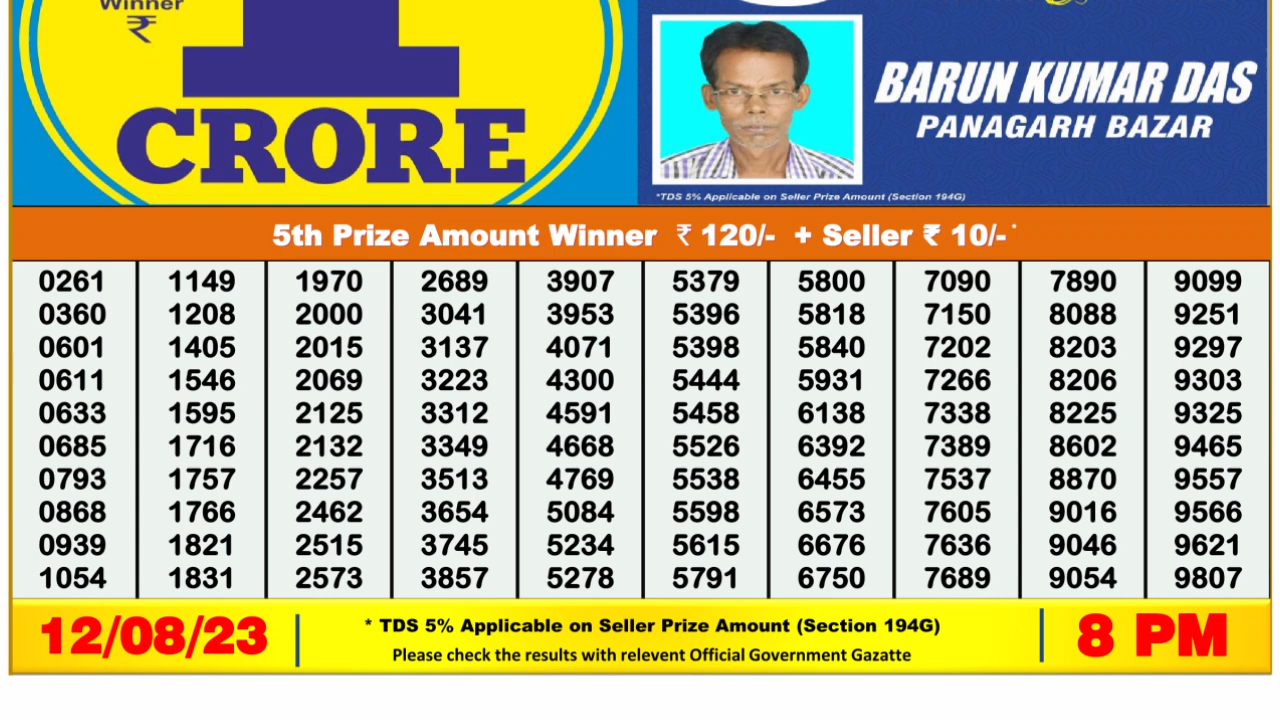 Winner
₹
1
CRORE
BARUN KUMAR DAS
PANAGARH BAZAR
*TDS 5% Applicable on Seller Prize Amount (Section 194G)
5th Prize Amount Winner ₹ 120/- + Seller ₹ 10/-*
0261 1149 1970 2689 3907 5379 5800 7090 7890 9099
0360 1208 2000 3041 3953 5396 5818 7150 8088 9251
0601 1405 2015 3137 4071 5398 5840 7202 8203 9297
0611 1546 2069 3223 4300 5444 5931 7266 8206 9303
0633 1595 2125 3312 4591 5458 6138 7338 8225 9325
0685 1716 2132 3349 4668 5526 6392 7389 8602 9465
0793 1757 2257 3513 4769 5538 6455 7537 8870 9557
0868 1766 2462 3654 5084 5598 6573 7605 9016 9566
0939 1821 2515 3745 5234 5615 6676 7636 9046 9621
1054 1831 2573 3857 5278 5791 6750 7689 9054 9807
12/08/23
* TDS 5% Applicable on Seller Prize Amount (Section 194G)
Please check the results with relevent Official Government Gazatte
8 PM